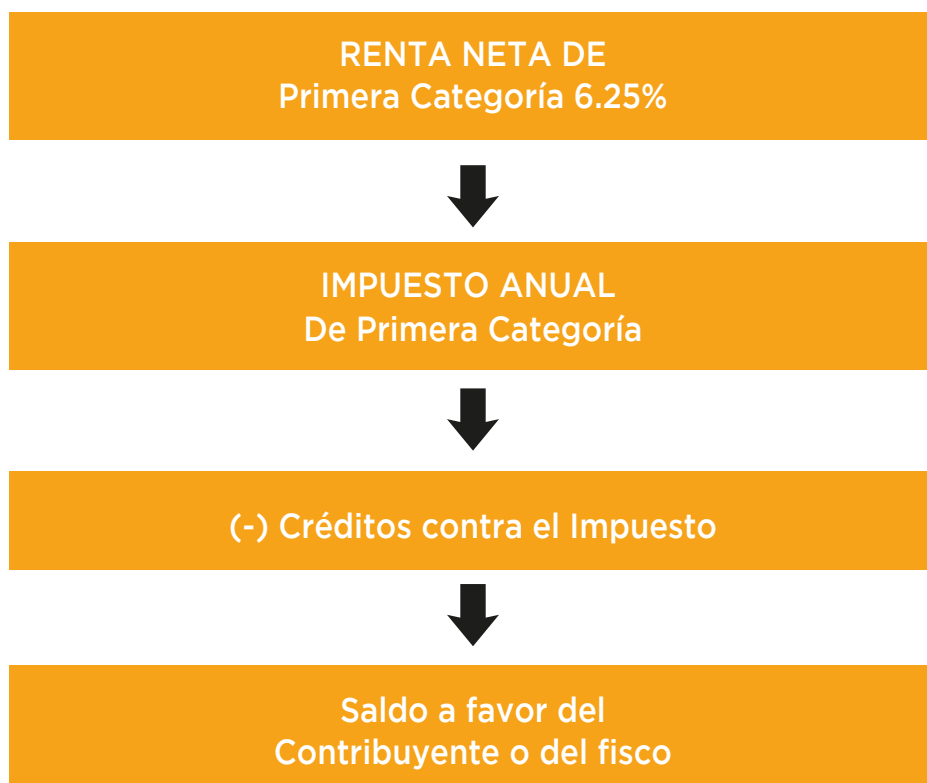 RENTA NETA DE
Primera Categoría 6.25%
IMPUESTO ANUAL
De Primera Categoría
(-) Créditos contra el Impuesto
Saldo a favor del
Contribuyente o del fisco